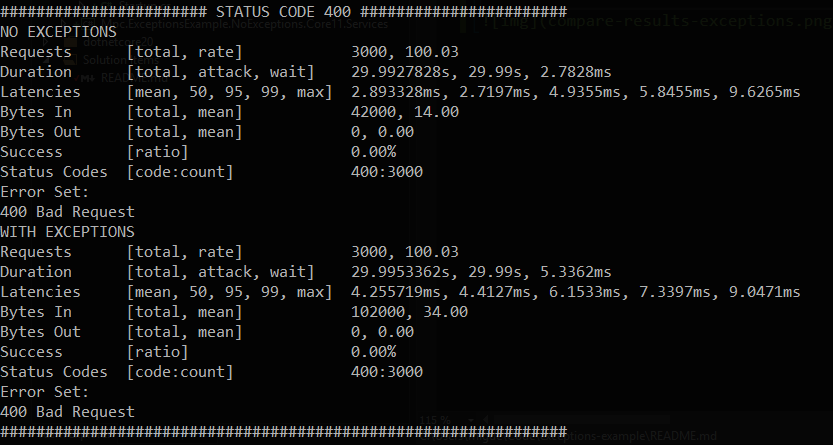 ####################### STATUS CODE 400 #######################
NO EXCEPTIONS
Requests      [total, rate]            3000, 100.03
Duration      [total, attack, wait]    29.9927828s, 29.99s, 2.7828ms
Latencies     [mean, 50, 95, 99, max]  2.893328ms, 2.7197ms, 4.9355ms, 5.8455ms, 9.6265ms
Bytes In      [total, mean]            42000, 14.00
Bytes Out     [total, mean]            0, 0.00
Success       [ratio]                  0.00%
Status Codes  [code:count]             400:3000
Error Set:
400 Bad Request
WITH EXCEPTIONS
Requests      [total, rate]            3000, 100.03
Duration      [total, attack, wait]    29.9953362s, 29.99s, 5.3362ms
Latencies     [mean, 50, 95, 99, max]  4.255719ms, 4.4127ms, 6.1533ms, 7.3397ms, 9.0471ms
Bytes In      [total, mean]            102000, 34.00
Bytes Out     [total, mean]            0, 0.00
Success       [ratio]                  0.00%
Status Codes  [code:count]             400:3000
Error Set:
400 Bad Request
###############################################################